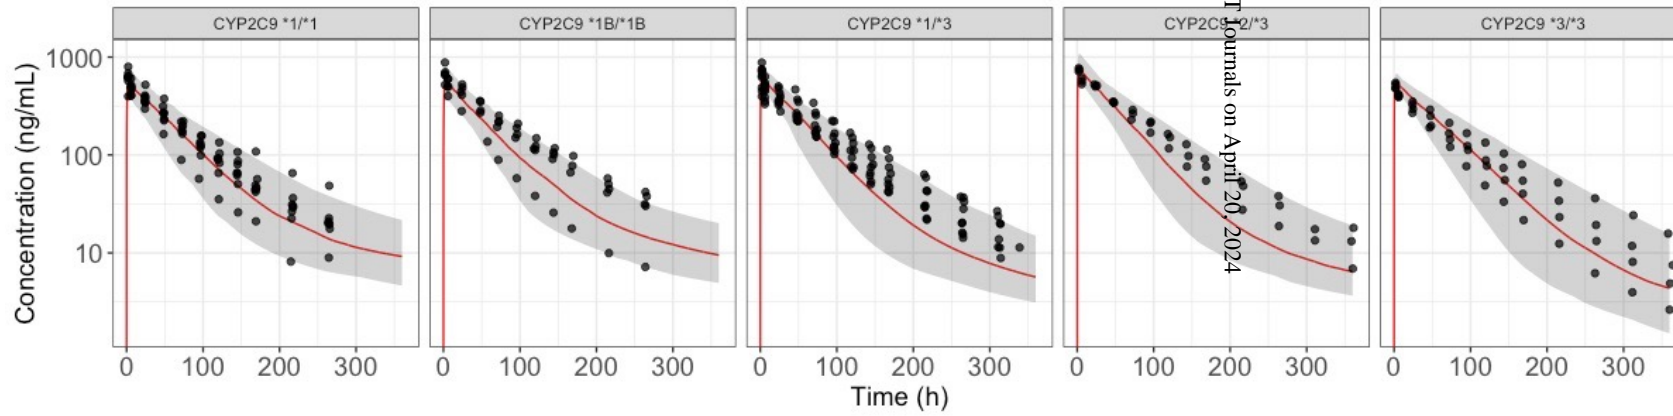 CYP2C9 *1/*1
CYP2C9 *1B/*1B
CYP2C9 *1/*3
CYP2C9 *2/*3
CYP2C9 *3/*3
T Journals on April 20, 2024
Concentration (ng/mL)
1000
100
10
0 100 200 300
0 100 200 300
0 100 200 300
0 100 200 300
0 100 200 300
Time (h)